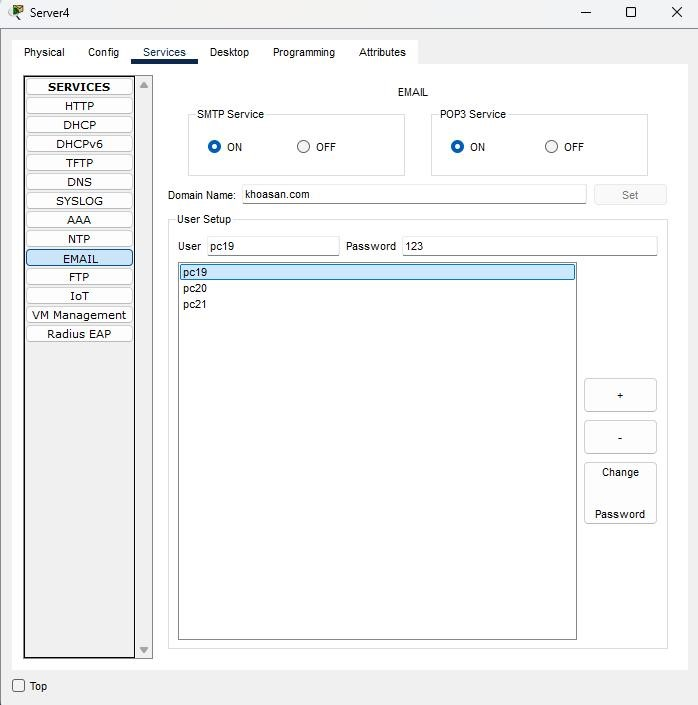 Server4
Physical Config Services Desktop Programming Attributes
SERVICES
HTTP
DHCP
DHCPv6
TFTP
DNS
SYSLOG
AAA
NTP
EMAIL
FTP
IoT
VM Management
Radius EAP
EMAIL
SMTP Service
ON OFF
POP3 Service
ON OFF
Domain Name: khoasan.com Set
User Setup
User pc19 Password 123
pc19
pc20
pc21
+
-
Change
Password
Top